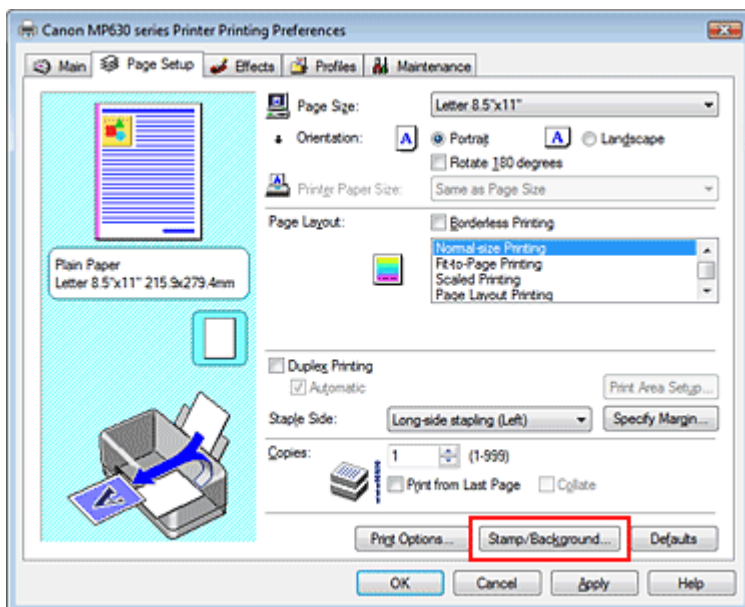 Canon MP630 series Printer Printing Preferences
Main Page Setup Effects Profiles Maintenance
Page Size: Letter 8.5"x11"
Orientation: A Portrait A Landscape
Rotate 180 degrees
Printer Paper Size: Same as Page Size
Page Layout: Borderless Printing
Normal-size Printing
Fit-to-Page Printing
Scaled Printing
Page Layout Printing
Plain Paper
Letter 8.5"x11" 215.9x279.4mm
Duplex Printing
Automatic Print Area Setup...
Staple Side: Long-side stapling (Left) Specify Margin...
Copies: 1 (1-999)
Print from Last Page Collate
Print Options... Stamp/Background... Defaults
OK Cancel Apply Help